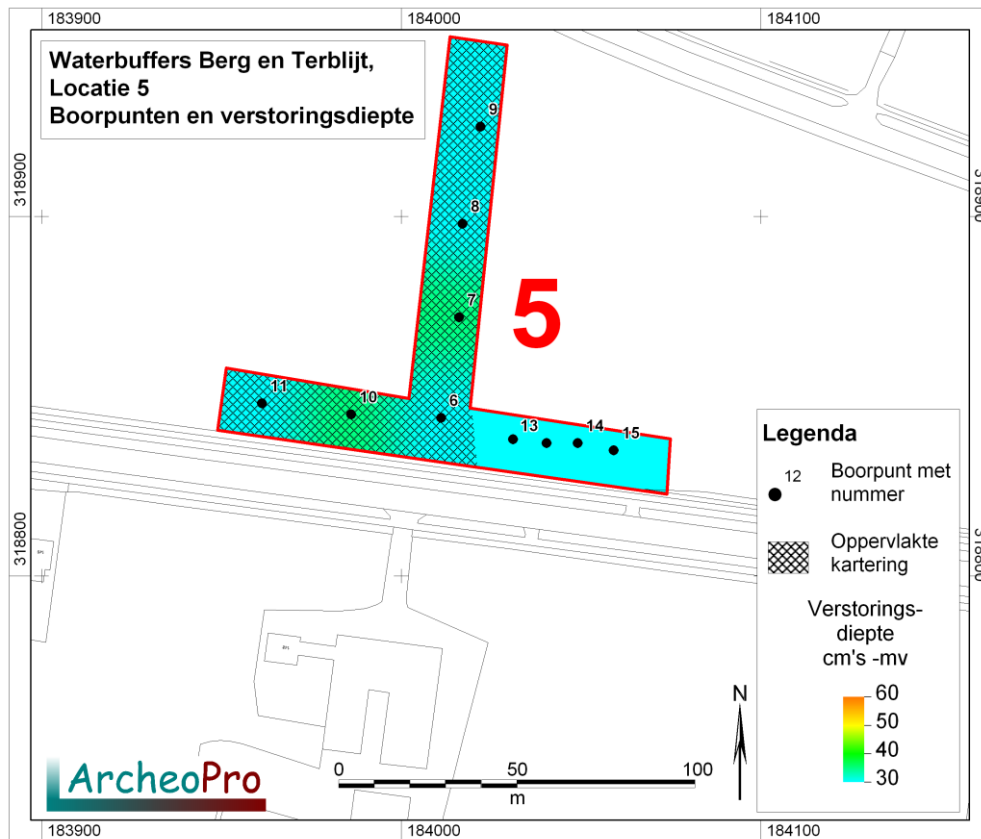 183900 184000 184100
Waterbuffers Berg en Terblijt,
Locatie 5
Boorpunten en verstoringsdiepte
9
318900
318900
8
7
5
11
10
6
13
14
15
Legenda
12 Boorpunt met
nummer
Oppervlakte
kartering
Verstorings-
diepte
cm's -mv
60
50
40
30
318800
318800
N
ArcheoPro
0 50 100
m
183900 184000 184100